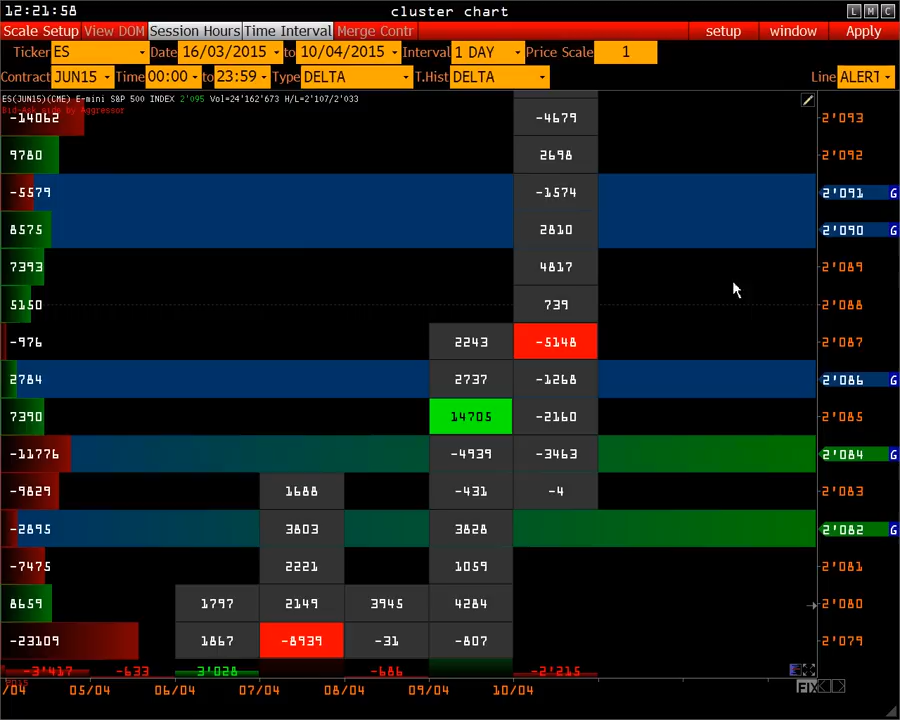 12:21:58 cluster chart L M C
Scale Setup View DOM Session Hours Time Interval Merge Contr setup window Apply
Ticker ES Date 16/03/2015 to 10/04/2015 Interval 1 DAY Price Scale 1
Contract JUN15 Time 00:00 to 23:59 Type DELTA T.Hist DELTA Line ALERT
ES(JUN15)(CME) E-mini S&P 500 INDEX 2'095 Vol=24'162'673 H/L=2'107/2'033
Bid-Ask side by Aggressor
-14062 -4679 2'093
9780 2698 2'092
-5579 -1574 2'091 G
8575 2810 2'090 G
7393 4817 2'089
5150 739 2'088
-976 2243 -5148 2'087
2784 2737 -1268 2'086 G
7390 14705 -2160 2'085
-11776 -4939 -3463 2'084 G
-9829 1688 -431 -4 2'083
-2895 3803 3828 2'082 G
-7475 2221 1059 2'081
8659 1797 2149 3945 4284 2'080
-23109 1867 -8939 -31 -807 2'079
-3'417 -633 3'028 -686 -2'215
/04 05/04 06/04 07/04 08/04 09/04 10/04 FIX